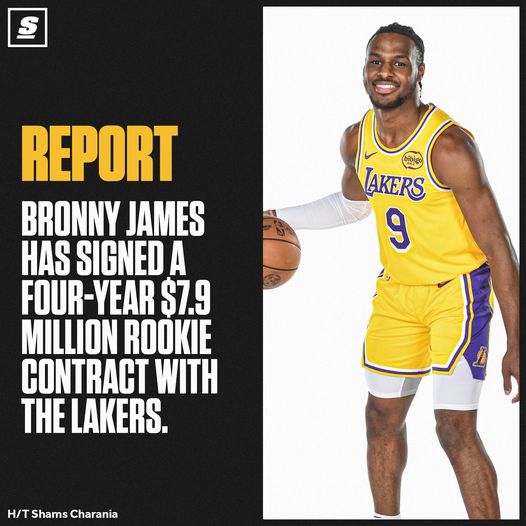 S
REPORT
BRONNY JAMES
HAS SIGNED A
FOUR-YEAR $7.9
MILLION ROOKIE
CONTRACT WITH
THE LAKERS.
bibigo
LAKERS
9
H/T Shams Charania